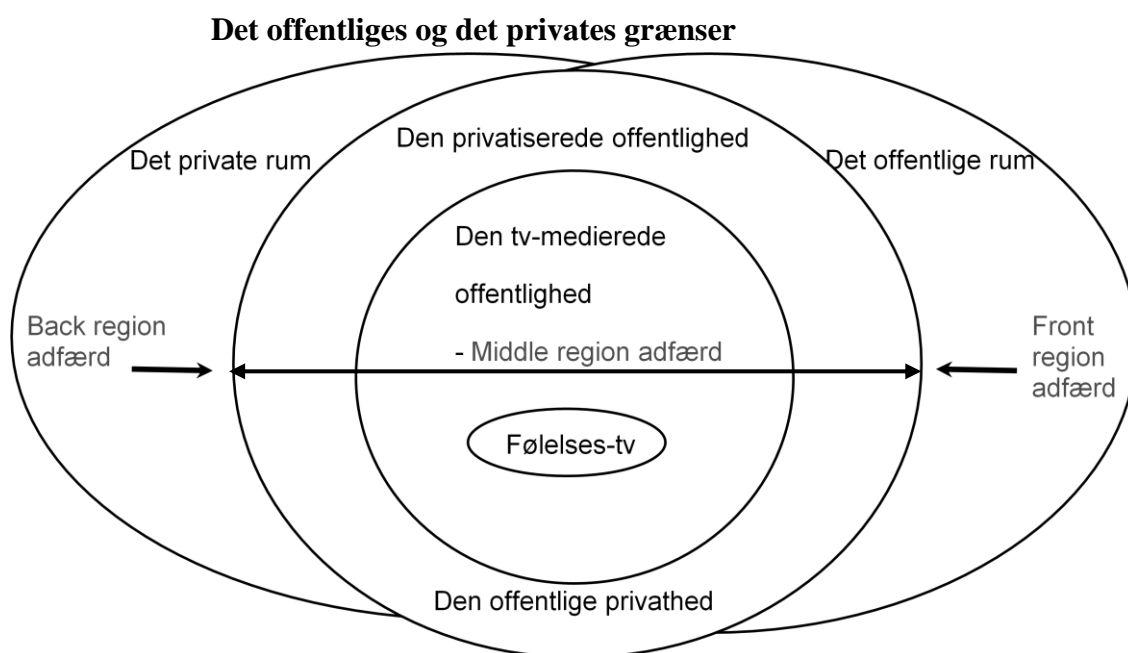 Det offentliges og det privates grænser
Den privatiserede offentlighed
Det private rum
Det offentlige rum
Den tv-medierede
offentlighed
- Middle region adfærd
Back region
adfærd
Front
region
adfærd
Følelses-tv
Den offentlige privathed